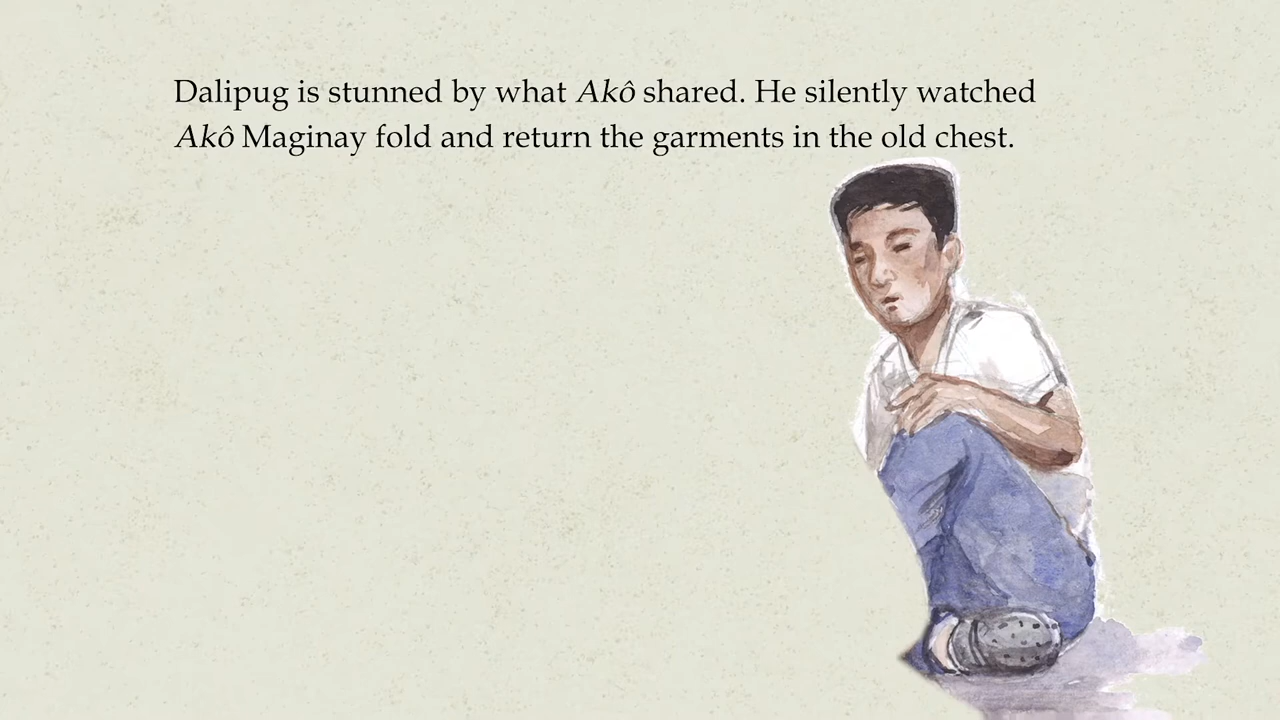 Dalipug is stunned by what Akô shared. He silently watched
Akô Maginay fold and return the garments in the old chest.